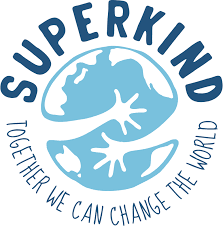 SUPERKIND
TOGETHER WE CAN CHANGE THE WORLD